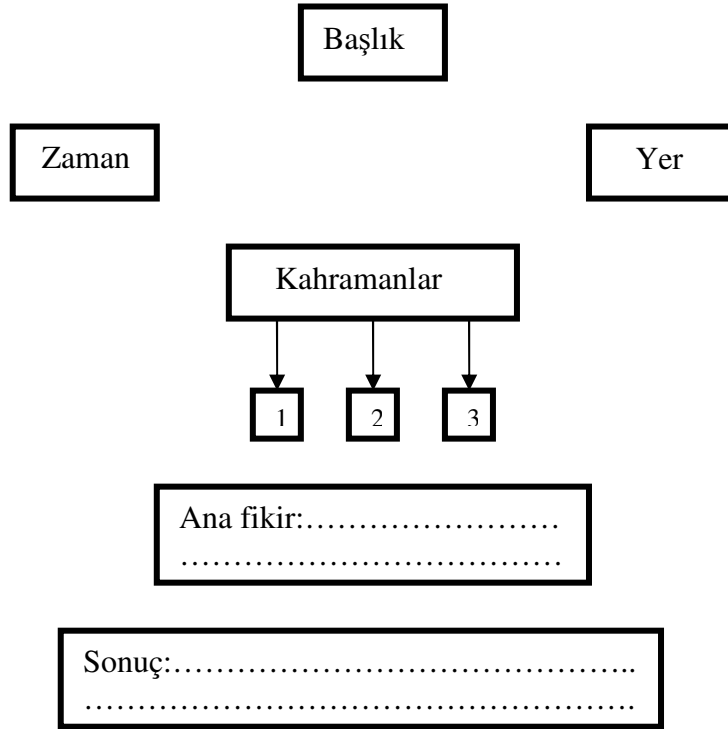 Başlık
Zaman
Yer
Kahramanlar
1
2
3
Ana fikir:……………………
………………………………
Sonuç:……………………………………..
…………………………………………….